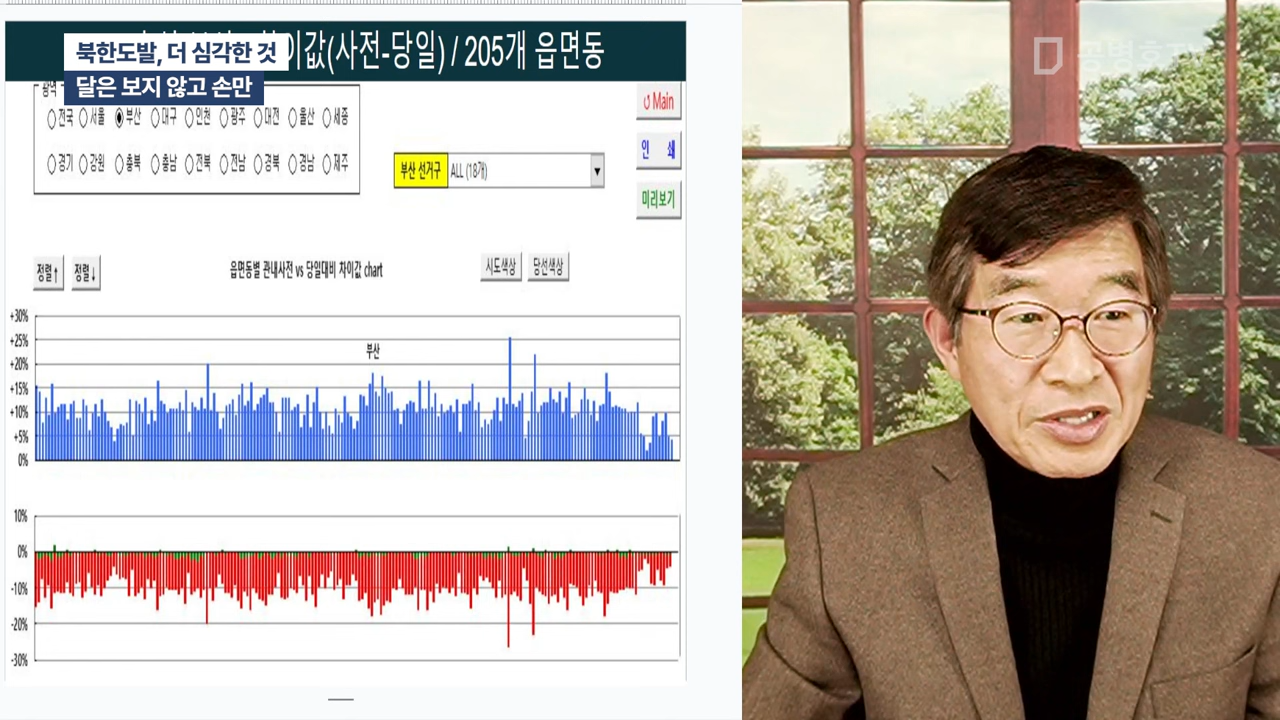 북한도발, 더 심각한 것
달은 보지 않고 손만
이값(사전-당일) / 205개 읍면동
전국 서울 부산 대구 인천 광주 대전 울산 세종
경기 강원 충북 충남 전북 전남 경북 경남 제주
부산 선거구 ALL (18개)
↺ Main
인 쇄
미리보기
정렬↑ 정렬↓
읍면동별 관내사전 vs 당일대비 차이값 chart
시도색상 당선색상
+30%
+25%
+20%
+15%
+10%
+5%
0%
부산
10%
0%
-10%
-20%
-30%